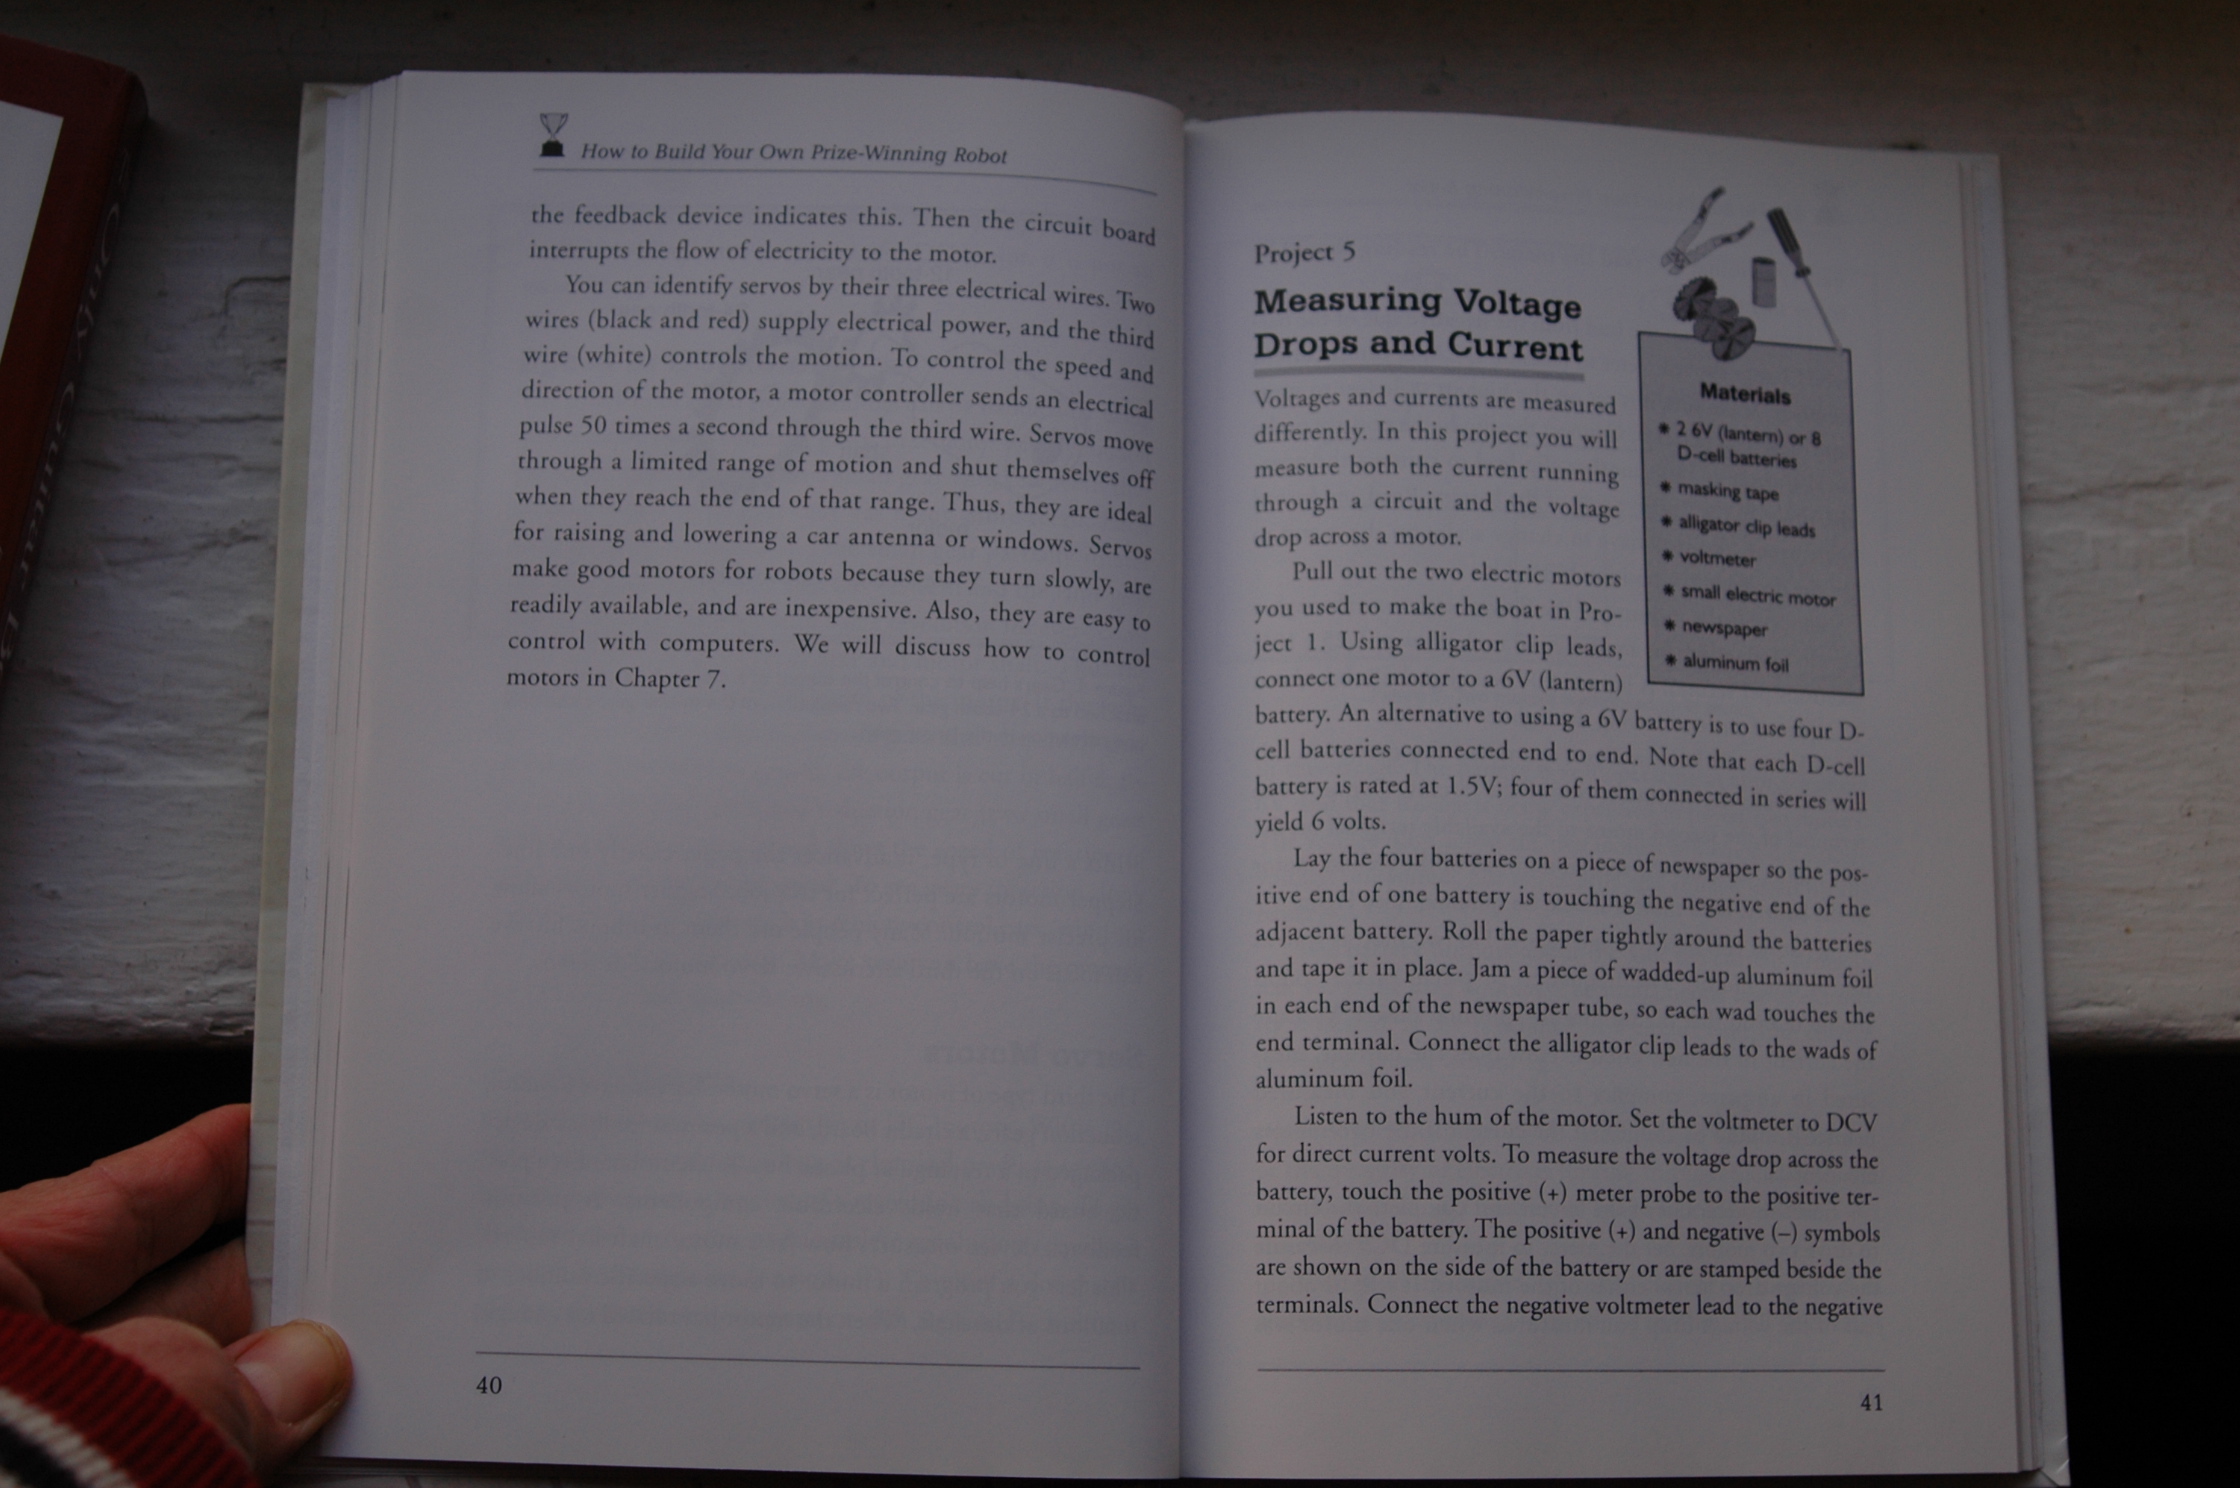 How to Build Your Own Prize-Winning Robot
the feedback device indicates this. Then the circuit board
interrupts the flow of electricity to the motor.
You can identify servos by their three electrical wires. Two
wires (black and red) supply electrical power, and the third
wire (white) controls the motion. To control the speed and
direction of the motor, a motor controller sends an electrical
pulse 50 times a second through the third wire. Servos move
through a limited range of motion and shut themselves off
when they reach the end of that range. Thus, they are ideal
for raising and lowering a car antenna or windows. Servos
make good motors for robots because they turn slowly, are
readily available, and are inexpensive. Also, they are easy to
control with computers. We will discuss how to control
motors in Chapter 7.
40
Project 5
Measuring Voltage
Drops and Current
Voltages and currents are measured
differently. In this project you will
measure both the current running
through a circuit and the voltage
drop across a motor.
Pull out the two electric motors
you used to make the boat in Pro-
ject 1. Using alligator clip leads,
connect one motor to a 6V (lantern)
Materials
* 2 6V (lantern) or 8
D-cell batteries
* masking tape
* alligator clip leads
* voltmeter
* small electric motor
* newspaper
* aluminum foil
battery. An alternative to using a 6V battery is to use four D-
cell batteries connected end to end. Note that each D-cell
battery is rated at 1.5V; four of them connected in series will
yield 6 volts.
Lay the four batteries on a piece of newspaper so the pos-
itive end of one battery is touching the negative end of the
adjacent battery. Roll the paper tightly around the batteries
and tape it in place. Jam a piece of wadded-up aluminum foil
in each end of the newspaper tube, so each wad touches the
end terminal. Connect the alligator clip leads to the wads of
aluminum foil.
Listen to the hum of the motor. Set the voltmeter to DCV
for direct current volts. To measure the voltage drop across the
battery, touch the positive (+) meter probe to the positive ter-
minal of the battery. The positive (+) and negative (–) symbols
are shown on the side of the battery or are stamped beside the
terminals. Connect the negative voltmeter lead to the negative
41
Only Guitar